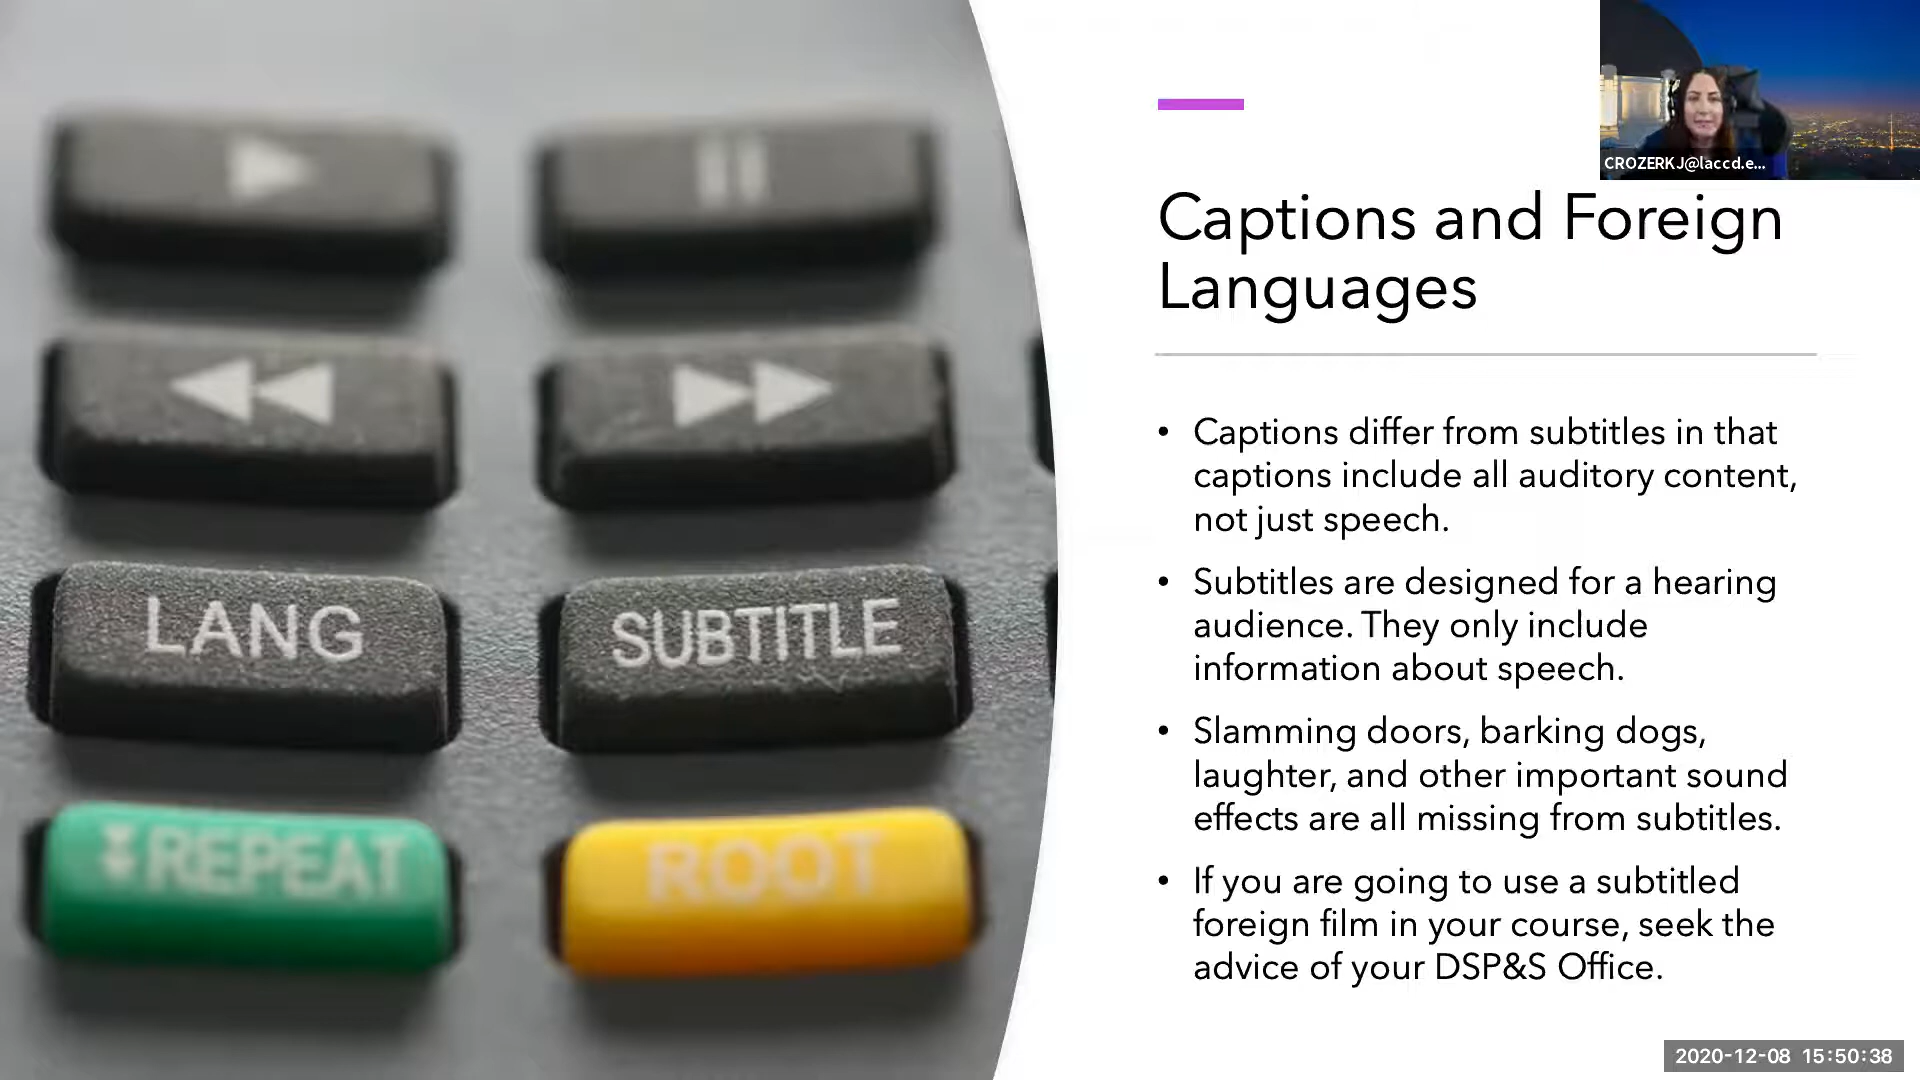 CROZERKJ@laccd.e...
Captions and Foreign
Languages
Captions differ from subtitles in that
captions include all auditory content,
not just speech.
Subtitles are designed for a hearing
audience. They only include
information about speech.
Slamming doors, barking dogs,
laughter, and other important sound
effects are all missing from subtitles.
If you are going to use a subtitled
foreign film in your course, seek the
advice of your DSP&S Office.
LANG
SUBTITLE
REPEAT
ROOT
2020-12-08 15:50:38